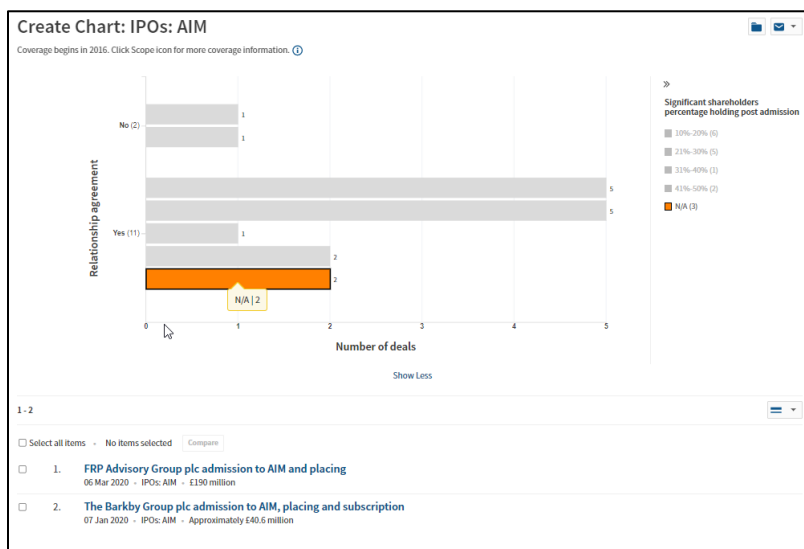 Create Chart: IPOs: AIM
Coverage begins in 2016. Click Scope icon for more coverage information.
»
Significant shareholders
percentage holding post admission
10%-20% (6)
21%-30% (5)
31%-40% (1)
41%-50% (2)
N/A (3)
Relationship agreement
No (2)
1
1
5
5
Yes (11)
1
2
2
N/A | 2
0 1 2 3 4 5
Number of deals
Show Less
1 - 2
Select all items • No items selected Compare
1. FRP Advisory Group plc admission to AIM and placing
06 Mar 2020 • IPOs: AIM • £190 million
2. The Barkby Group plc admission to AIM, placing and subscription
07 Jan 2020 • IPOs: AIM • Approximately £40.6 million